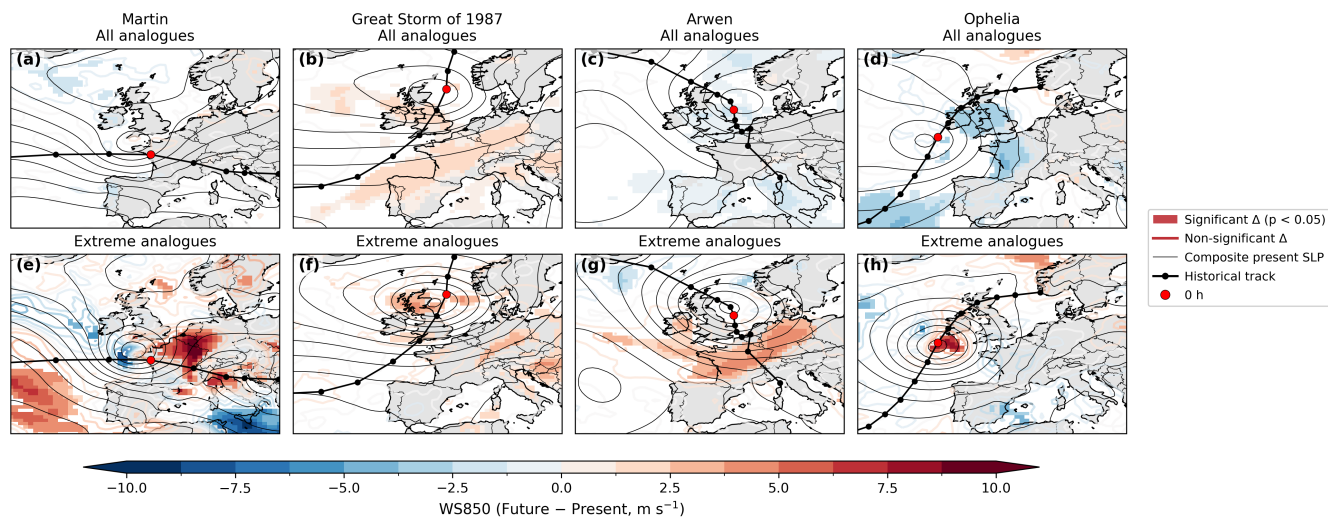 Martin
All analogues
Great Storm of 1987
All analogues
Arwen
All analogues
Ophelia
All analogues
(a)
(b)
(c)
(d)
Extreme analogues
Extreme analogues
Extreme analogues
Extreme analogues
(e)
(f)
(g)
(h)
Significant Δ (p < 0.05)
Non-significant Δ
Composite present SLP
Historical track
0 h
−10.0 −7.5 −5.0 −2.5 0.0 2.5 5.0 7.5 10.0
WS850 (Future − Present, m s⁻¹)